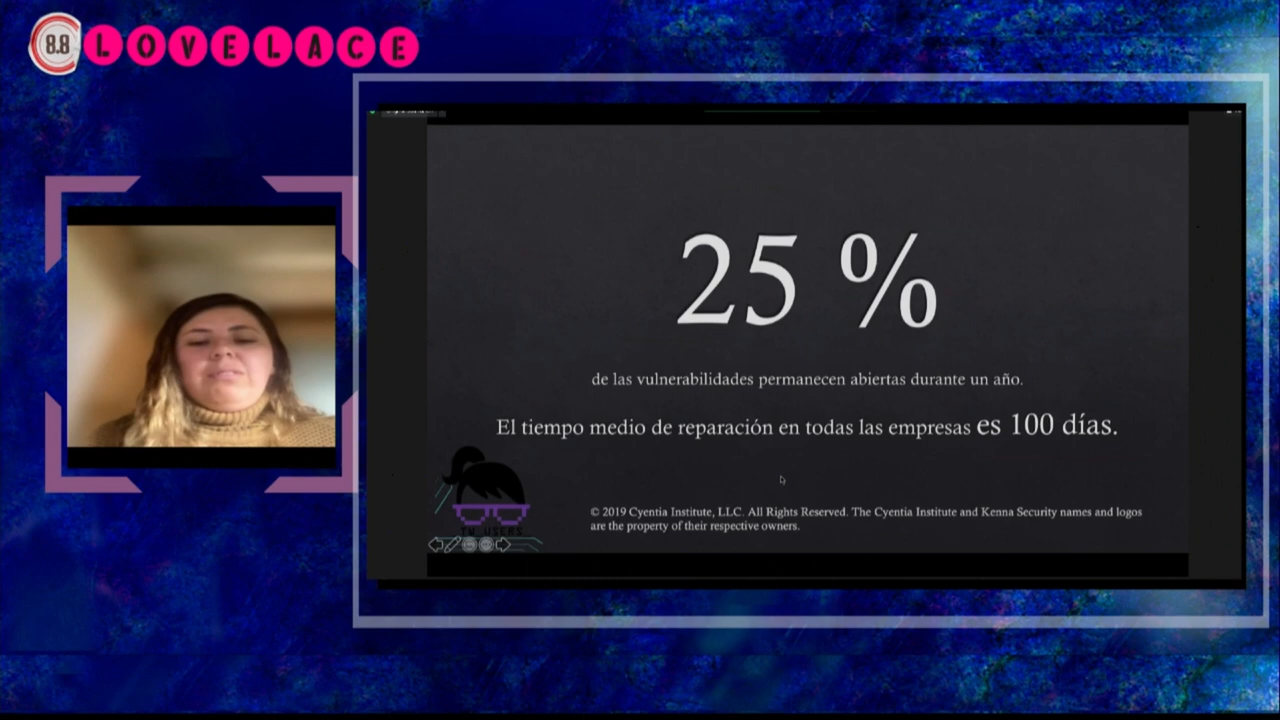 8.8
LOVELACE
25 %
de las vulnerabilidades permanecen abiertas durante un año.
El tiempo medio de reparación en todas las empresas es 100 días.
© 2019 Cyentia Institute, LLC. All Rights Reserved. The Cyentia Institute and Kenna Security names and logos
are the property of their respective owners.